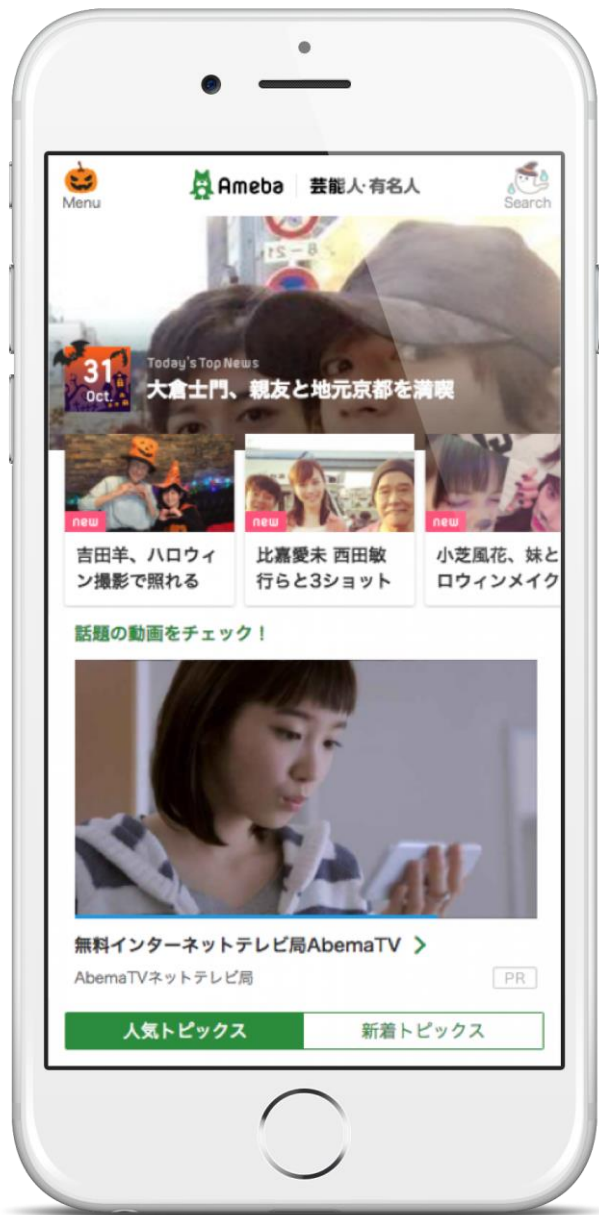 Menu
Ameba
芸能人・有名人
Search
31
Oct.
Today's Top News
大倉士門、親友と地元京都を満喫
new
吉田羊、ハロウィ
ン撮影で照れる
new
比嘉愛未 西田敏
行らと3ショット
new
小芝風花、妹と
ロウィンメイク
話題の動画をチェック！
無料インターネットテレビ局AbemaTV
AbemaTVネットテレビ局
PR
人気トピックス
新着トピックス